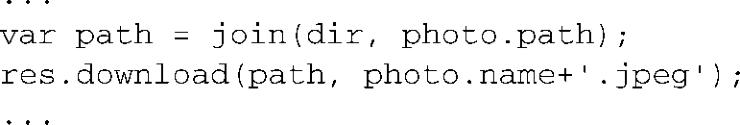 ...
var path = join(dir, photo.path);
res.download(path, photo.name+'.jpeg');
...